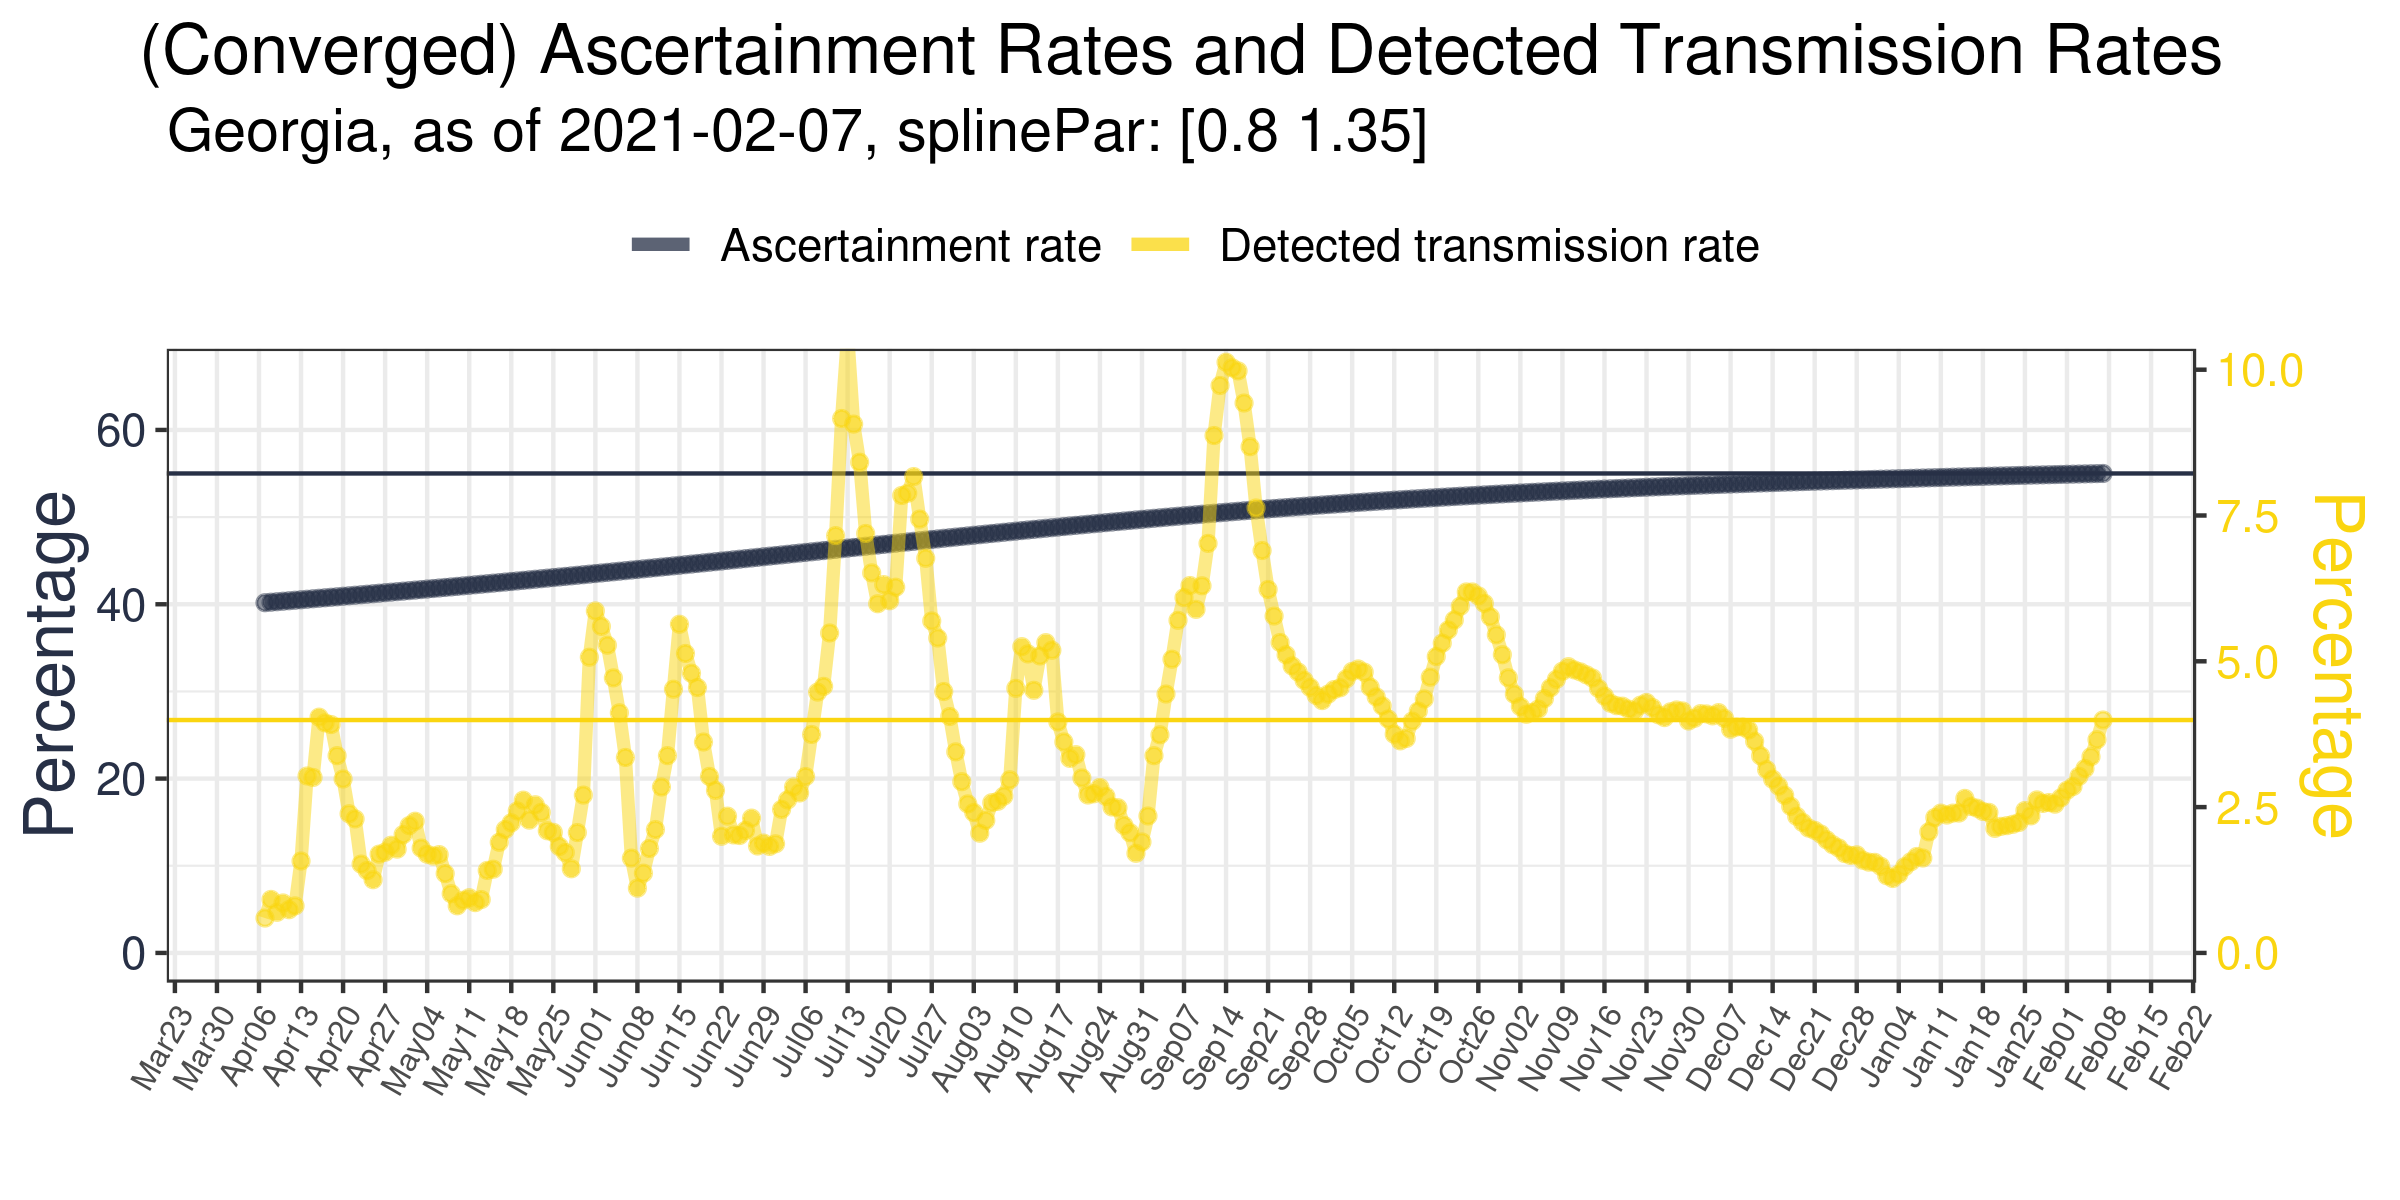 (Converged) Ascertainment Rates and Detected Transmission Rates
Georgia, as of 2021-02-07, splinePar: [0.8 1.35]
Ascertainment rate Detected transmission rate
Percentage
60
40
20
0
10.0
7.5
5.0
2.5
0.0
Percentage
Mar23 Mar30 Apr06 Apr13 Apr20 Apr27 May04 May11 May18 May25 Jun01 Jun08 Jun15 Jun22 Jun29 Jul06 Jul13 Jul20 Jul27 Aug03 Aug10 Aug17 Aug24 Aug31 Sep07 Sep14 Sep21 Sep28 Oct05 Oct12 Oct19 Oct26 Nov02 Nov09 Nov16 Nov23 Nov30 Dec07 Dec14 Dec21 Dec28 Jan04 Jan11 Jan18 Jan25 Feb01 Feb08 Feb15 Feb22